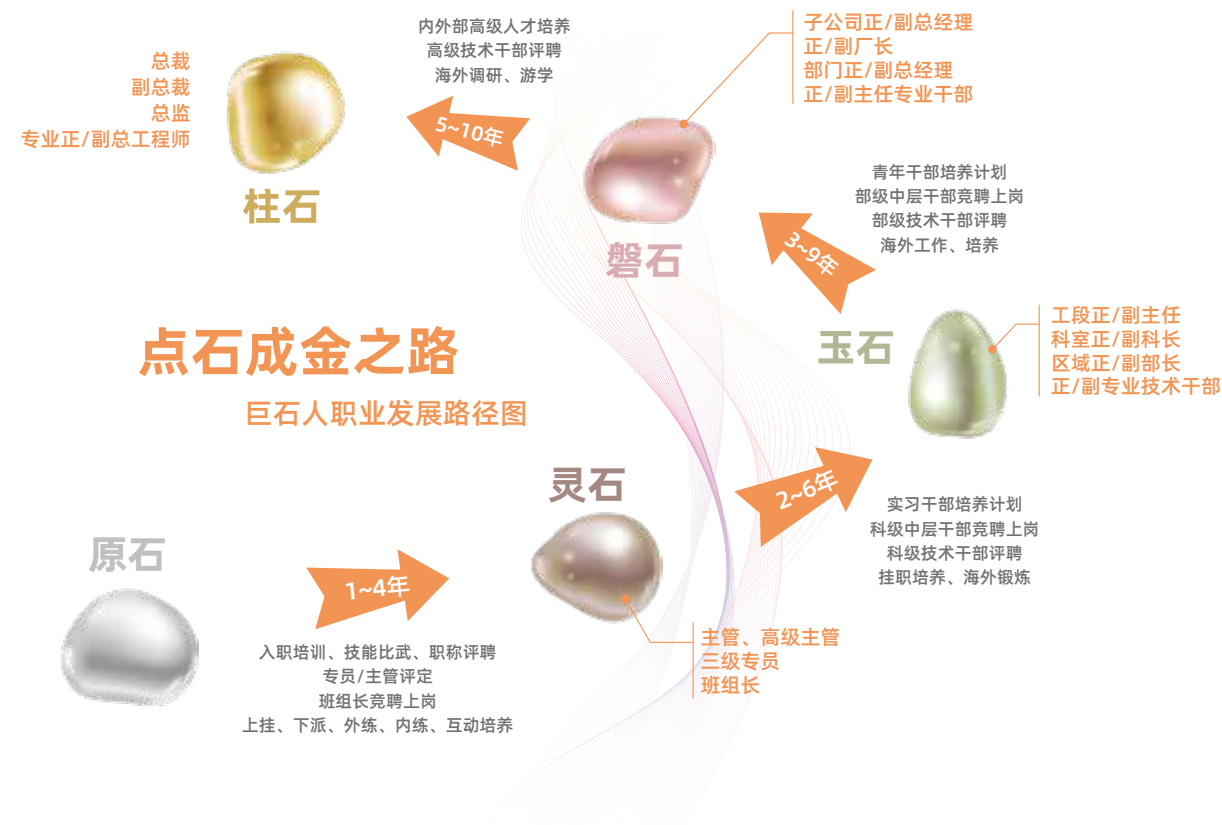 内外部高级人才培养
高级技术干部评聘
海外调研、游学
子公司正/副总经理
正/副厂长
部门正/副总经理
正/副主任专业干部
总裁
副总裁
总监
专业正/副总工程师
5~10年
柱石
磐石
青年干部培养计划
部级中层干部竞聘上岗
部级技术干部评聘
海外工作、培养
3~9年
玉石
工段正/副主任
科室正/副科长
区域正/副部长
正/副专业技术干部
点石成金之路
巨石人职业发展路径图
灵石
2~6年
实习干部培养计划
科级中层干部竞聘上岗
科级技术干部评聘
挂职培养、海外锻炼
原石
1~4年
入职培训、技能比武、职称评聘
专员/主管评定
班组长竞聘上岗
上挂、下派、外练、内练、互动培养
主管、高级主管
三级专员
班组长